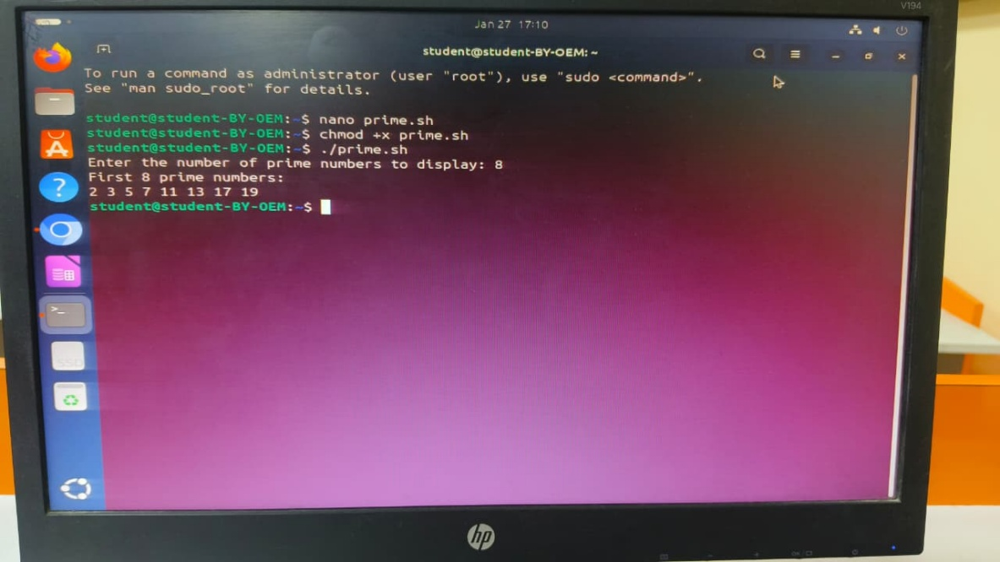 V194
Jan 27 17:10
student@student-BY-OEM: ~
To run a command as administrator (user "root"), use "sudo <command>".
See "man sudo_root" for details.
student@student-BY-OEM:~$ nano prime.sh
student@student-BY-OEM:~$ chmod +x prime.sh
student@student-BY-OEM:~$ ./prime.sh
Enter the number of prime numbers to display: 8
First 8 prime numbers:
2 3 5 7 11 13 17 19
student@student-BY-OEM:~$
SSD
hp